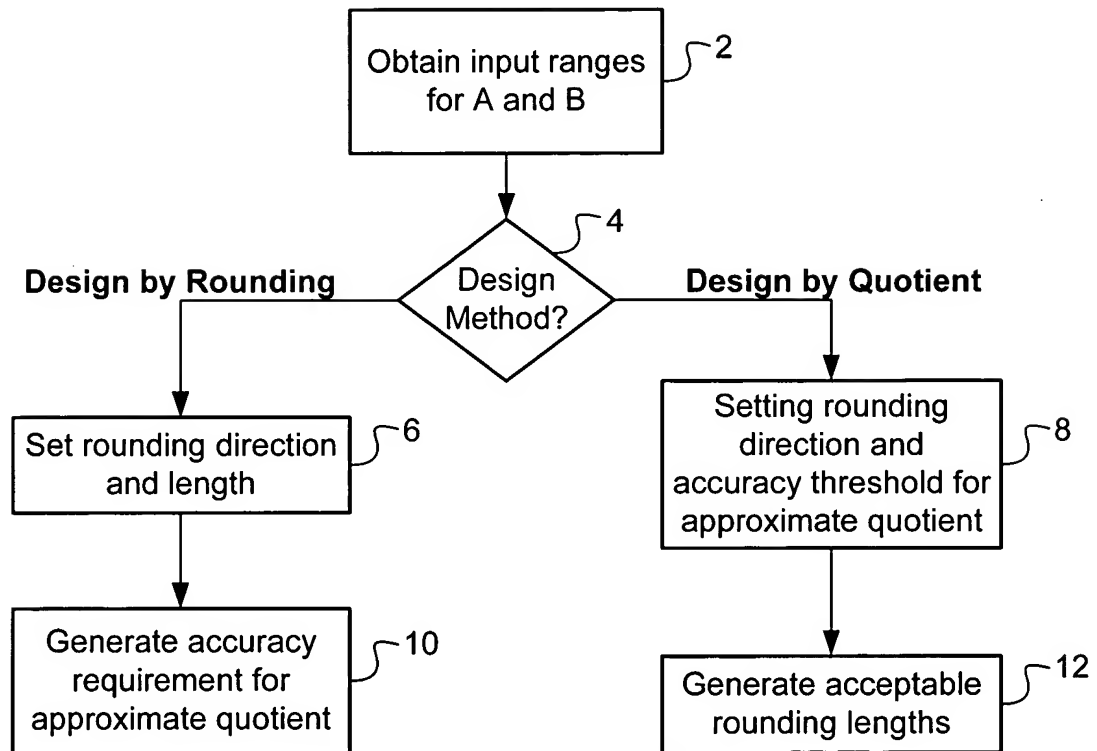 Obtain input ranges
for A and B
2
4
Design by Rounding
Design
Method?
Design by Quotient
Set rounding direction
and length
6
Setting rounding
direction and
accuracy threshold for
approximate quotient
8
Generate accuracy
requirement for
approximate quotient
10
Generate acceptable
rounding lengths
12